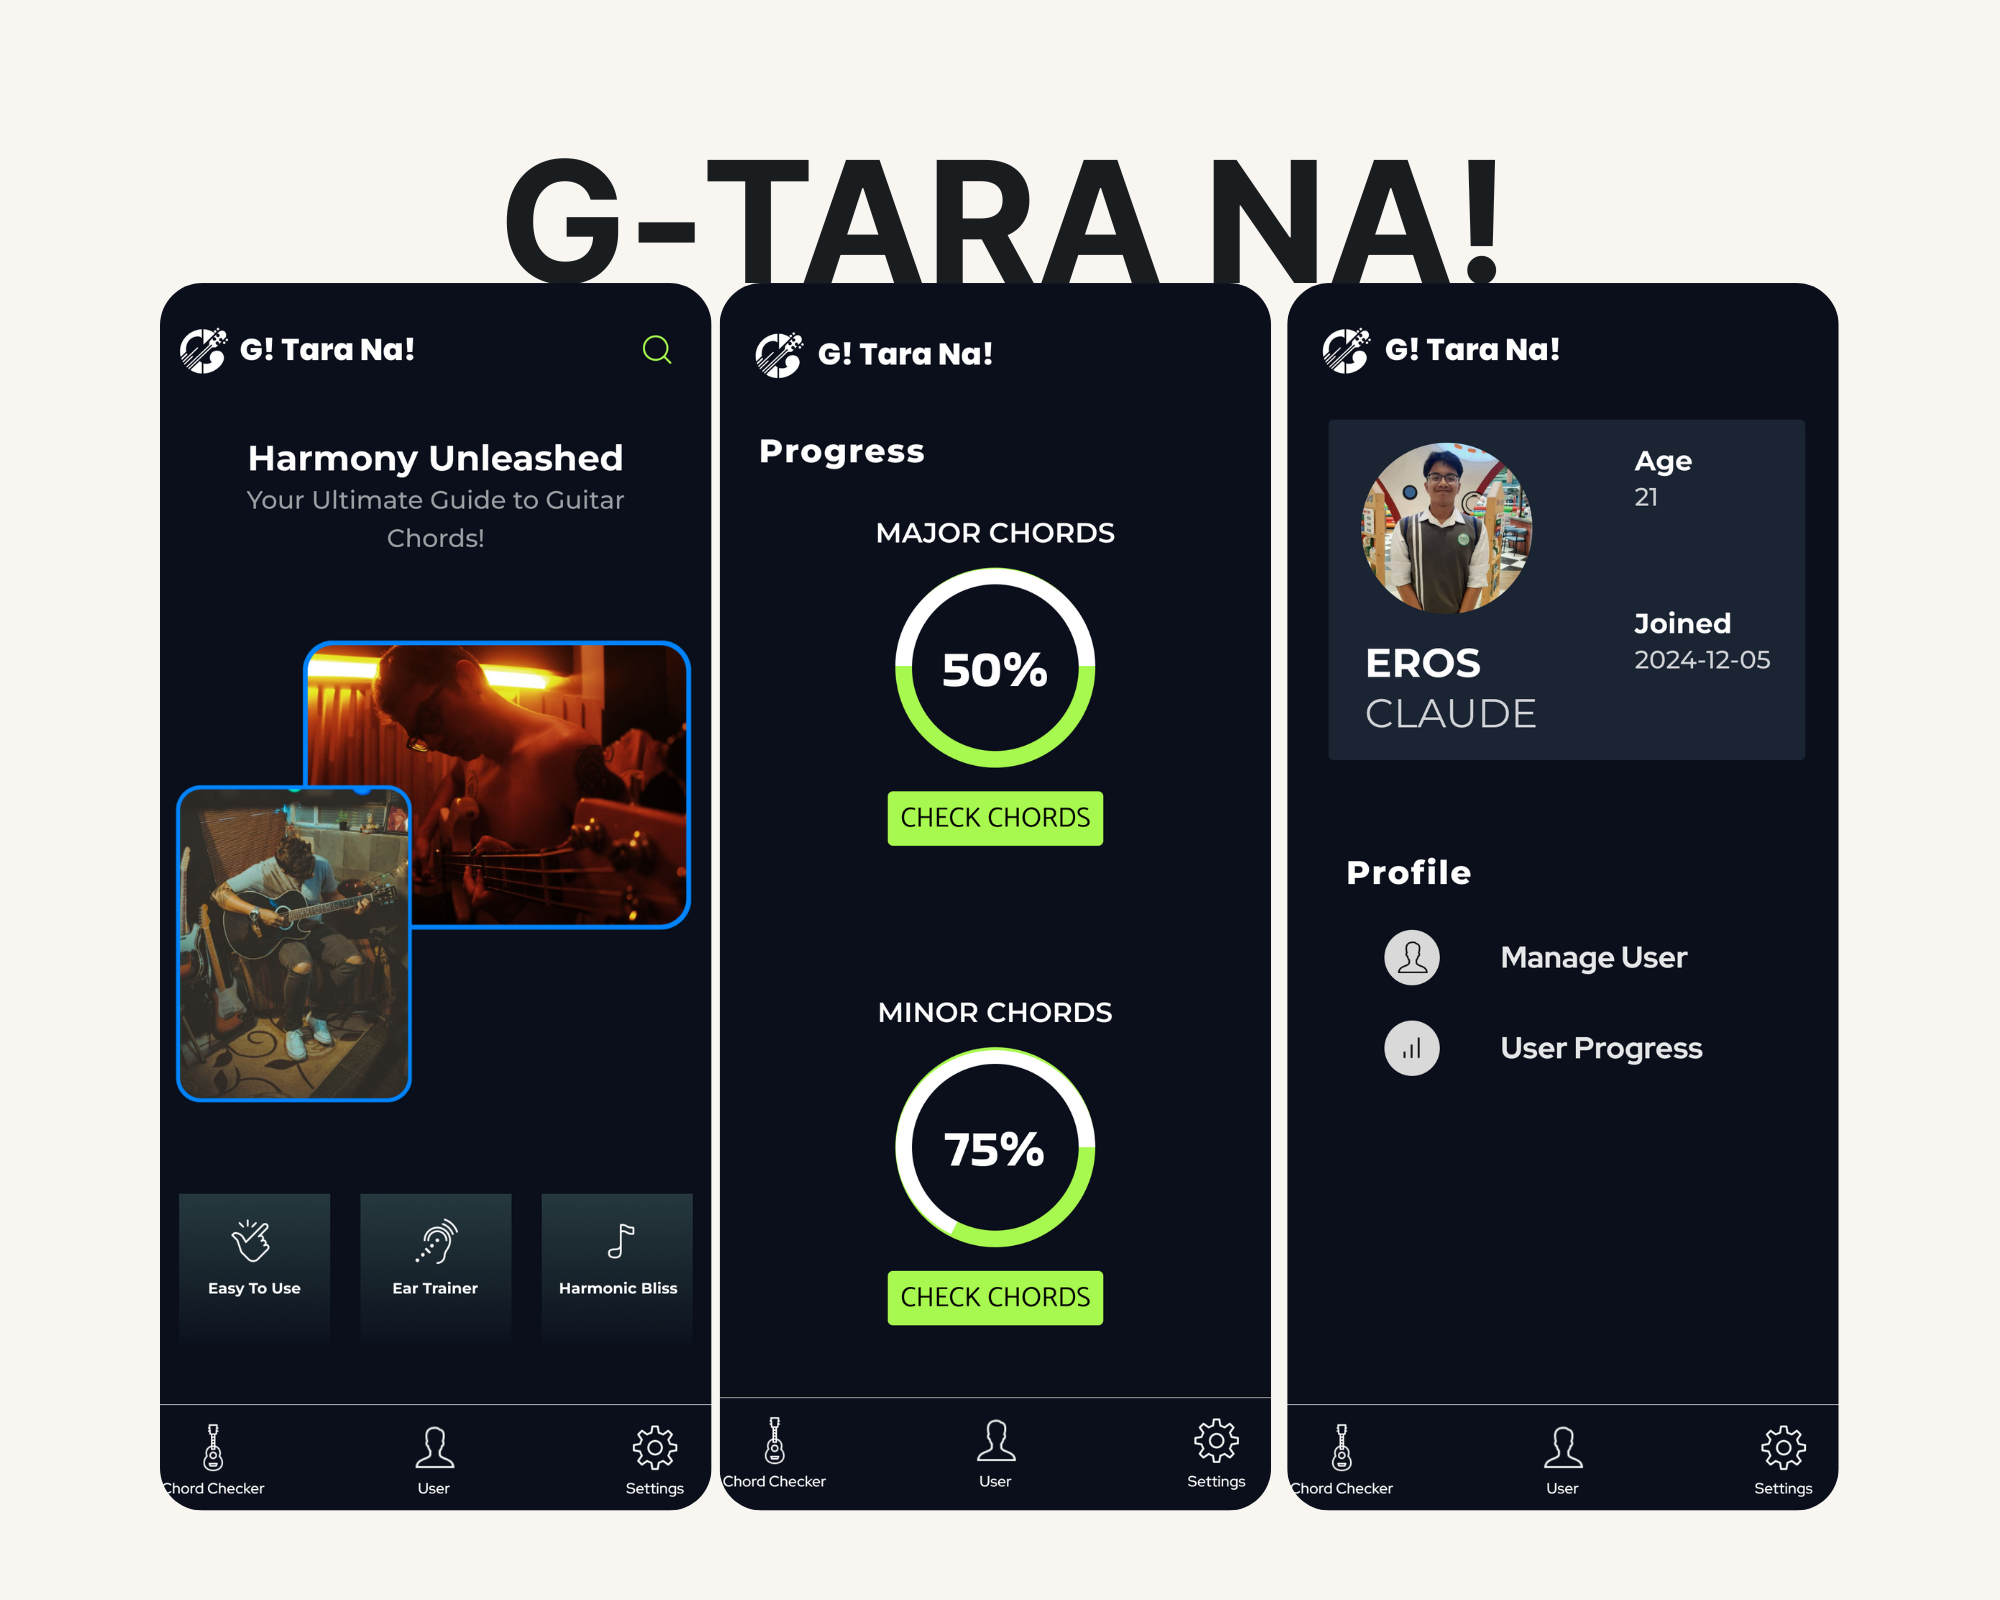 G-TARA NA!
G! Tara Na!
Harmony Unleashed
Your Ultimate Guide to Guitar
Chords!
Easy To Use
Ear Trainer
Harmonic Bliss
Chord Checker
User
Settings
G! Tara Na!
Progress
MAJOR CHORDS
50%
CHECK CHORDS
MINOR CHORDS
75%
CHECK CHORDS
Chord Checker
User
Settings
G! Tara Na!
Age
21
Joined
2024-12-05
EROS
CLAUDE
Profile
Manage User
User Progress
Chord Checker
User
Settings